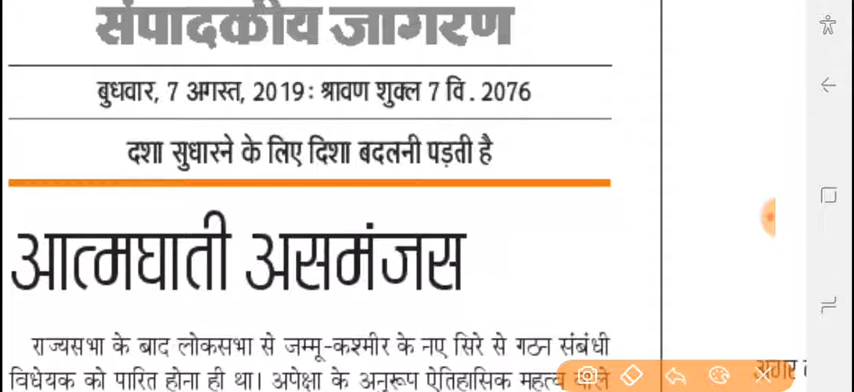 संपादकीय जागरण
बुधवार, 7 अगस्त, 2019: श्रावण शुक्ल 7 वि. 2076
दशा सुधारने के लिए दिशा बदलनी पड़ती है
आत्मघाती असमंजस
राज्यसभा के बाद लोकसभा से जम्मू-कश्मीर के नए सिरे से गठन संबंधी
विधेयक को पारित होना ही था। अपेक्षा के अनुरूप ऐतिहासिक महत्व
अगर